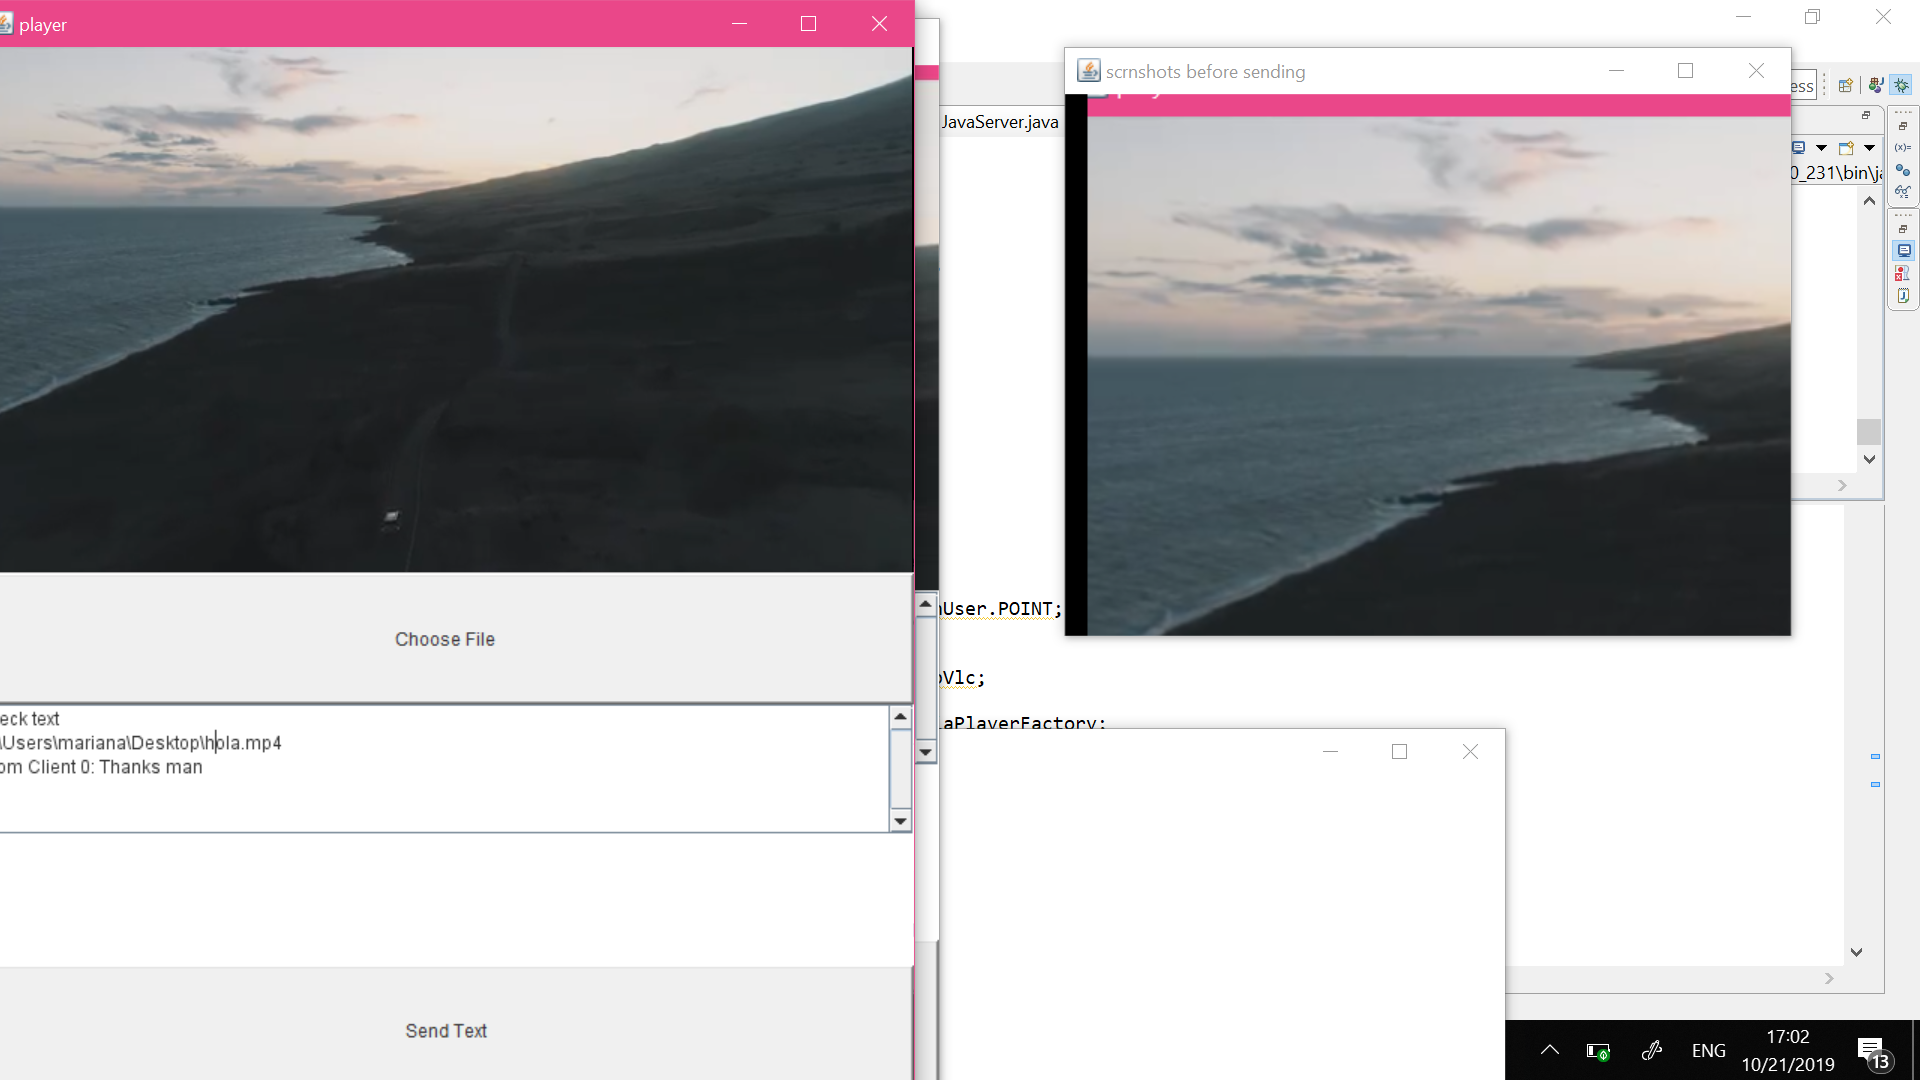 player
Choose File
eck text
\Users\mariana\Desktop\hola.mp4
om Client 0: Thanks man
Send Text
scrnshots before sending
ess
JavaServer.java
0_231\bin\ja
User.POINT;
Vlc;
aPlayerFactory;
ENG
17:02
10/21/2019
13